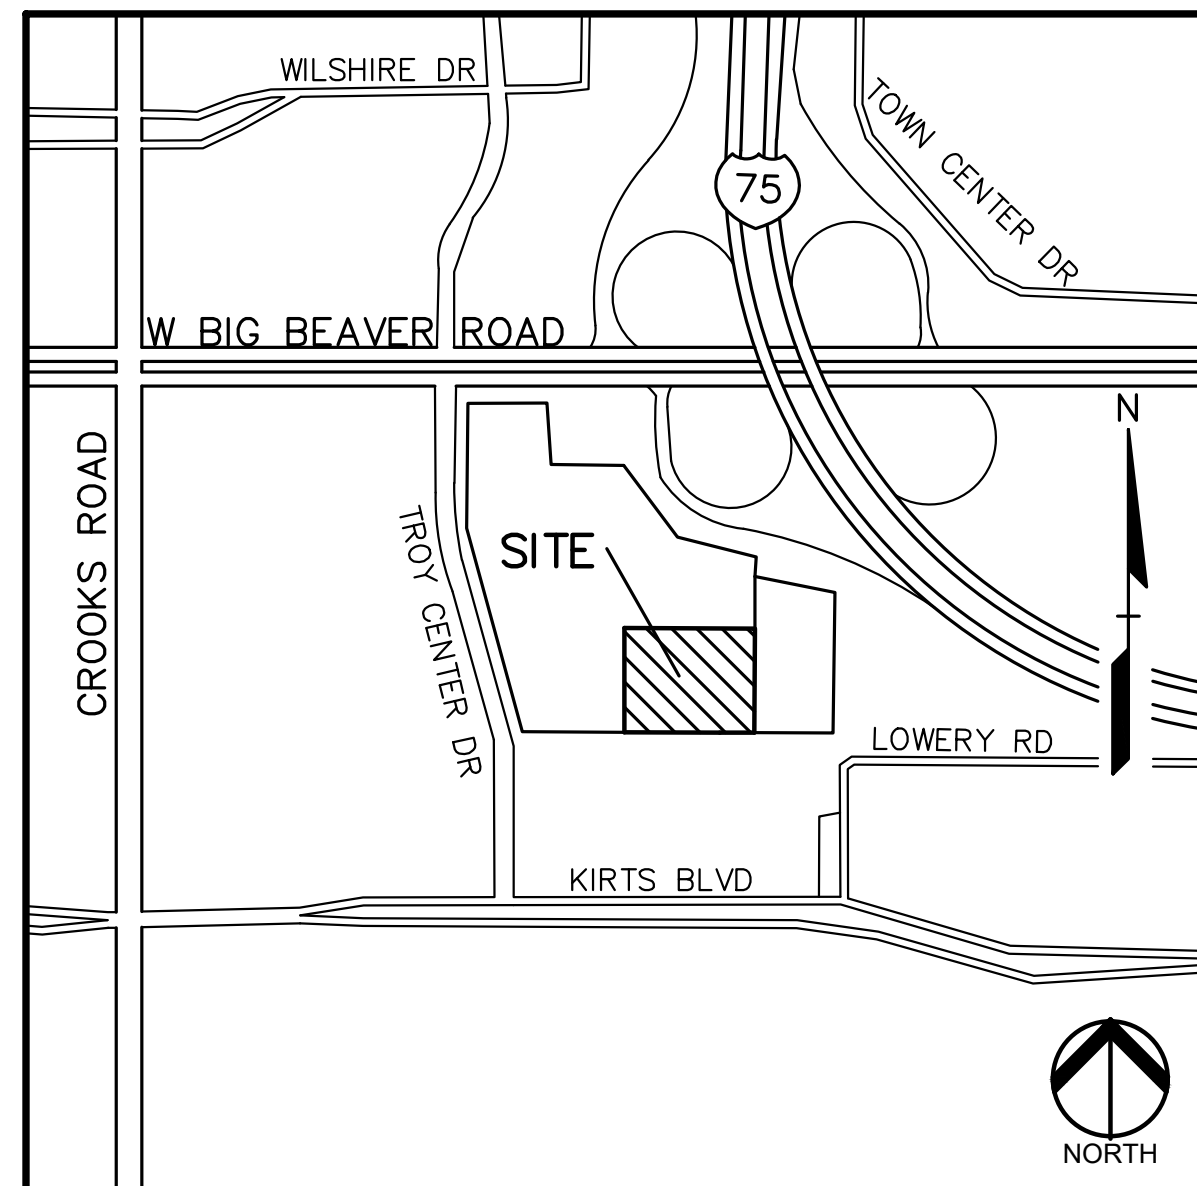 WILSHIRE DR
TOWN CENTER DR
75
W BIG BEAVER ROAD
N
CROOKS ROAD
TROY CENTER DR
SITE
LOWERY RD
KIRTS BLVD
NORTH